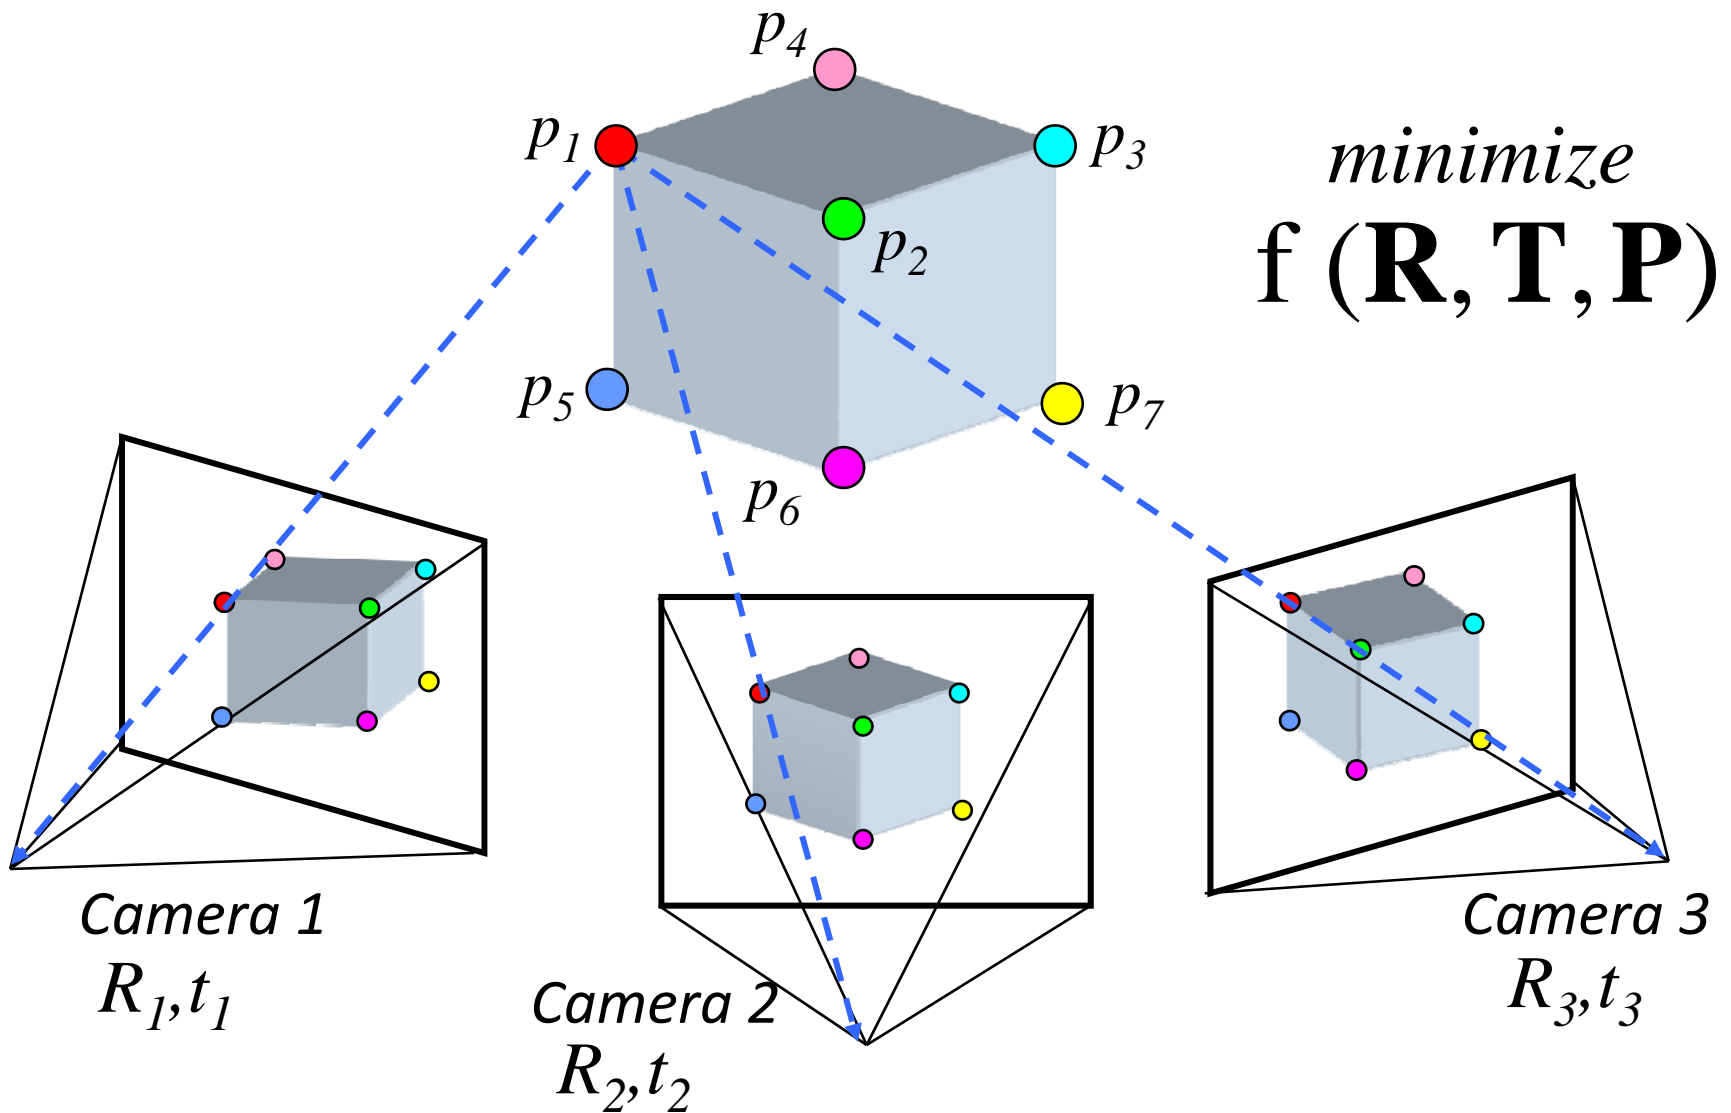 p4
p1
p3
minimize
p2
f (R, T, P)
p5
p7
p6
Camera 1
R1,t1
Camera 2
R2,t2
Camera 3
R3,t3